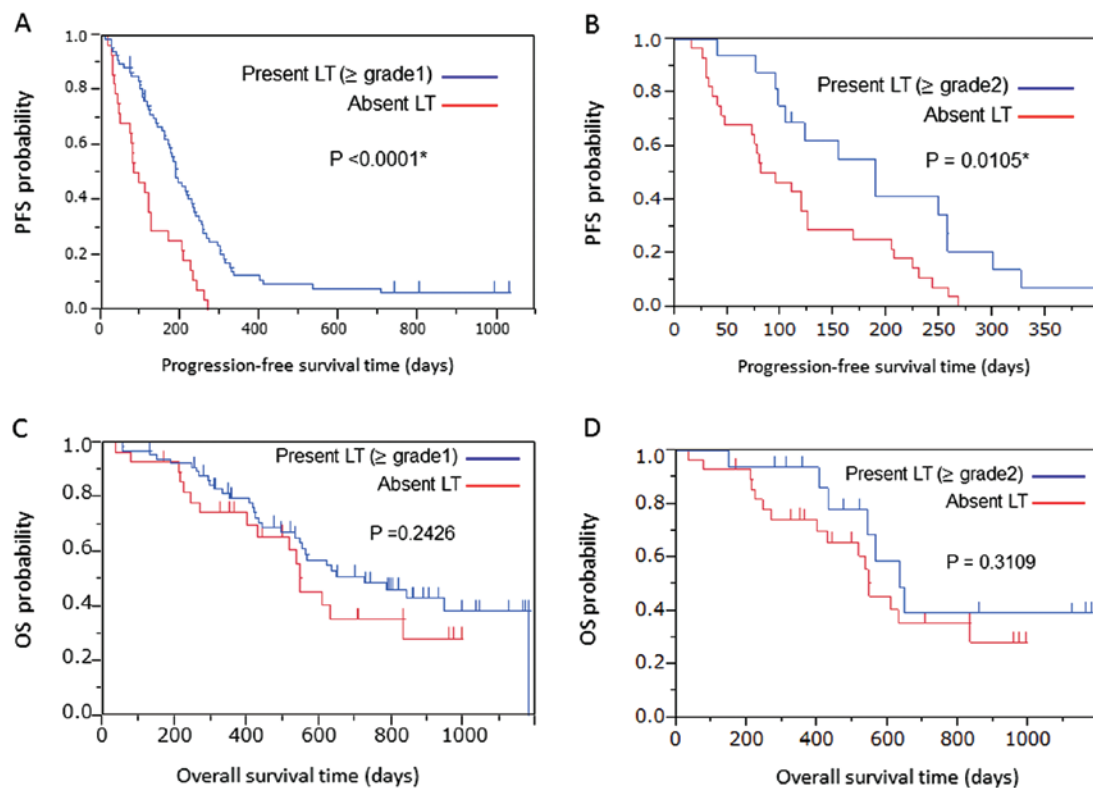 A
PFS probability
1.0
0.8
0.6
0.4
0.2
0.0
Present LT (≥ grade1)
Absent LT
P <0.0001*
0 200 400 600 800 1000
Progression-free survival time (days)
B
PFS probability
1.0
0.8
0.6
0.4
0.2
0.0
Present LT (≥ grade2)
Absent LT
P = 0.0105*
0 50 100 150 200 250 300 350
Progression-free survival time (days)
C
OS probability
1.0
0.8
0.6
0.4
0.2
0.0
Present LT (≥ grade1)
Absent LT
P =0.2426
0 200 400 600 800 1000
Overall survival time (days)
D
OS probability
1.0
0.8
0.6
0.4
0.2
0.0
Present LT (≥ grade2)
Absent LT
P = 0.3109
0 200 400 600 800 1000
Overall survival time (days)